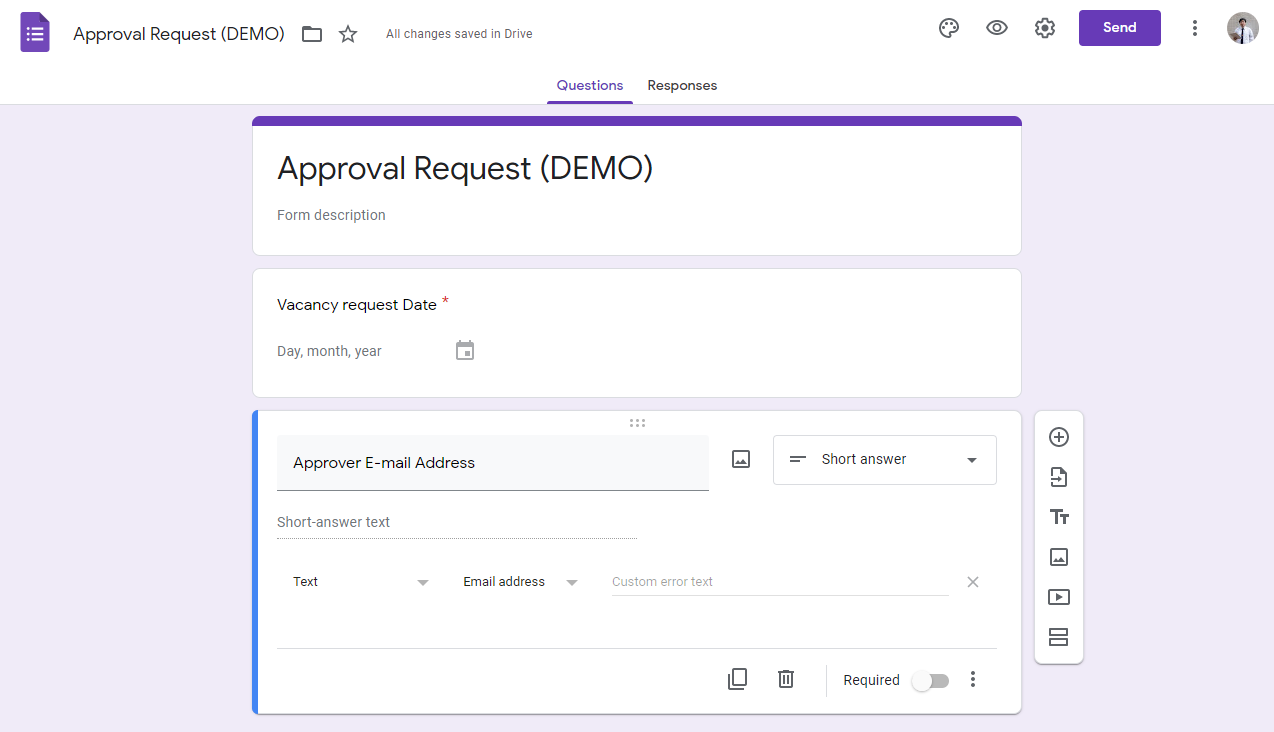 Approval Request (DEMO)
All changes saved in Drive
Send
Questions
Responses
Approval Request (DEMO)
Form description
Vacancy request Date *
Day, month, year
Approver E-mail Address
Short answer
Short-answer text
Text
Email address
Custom error text
Required